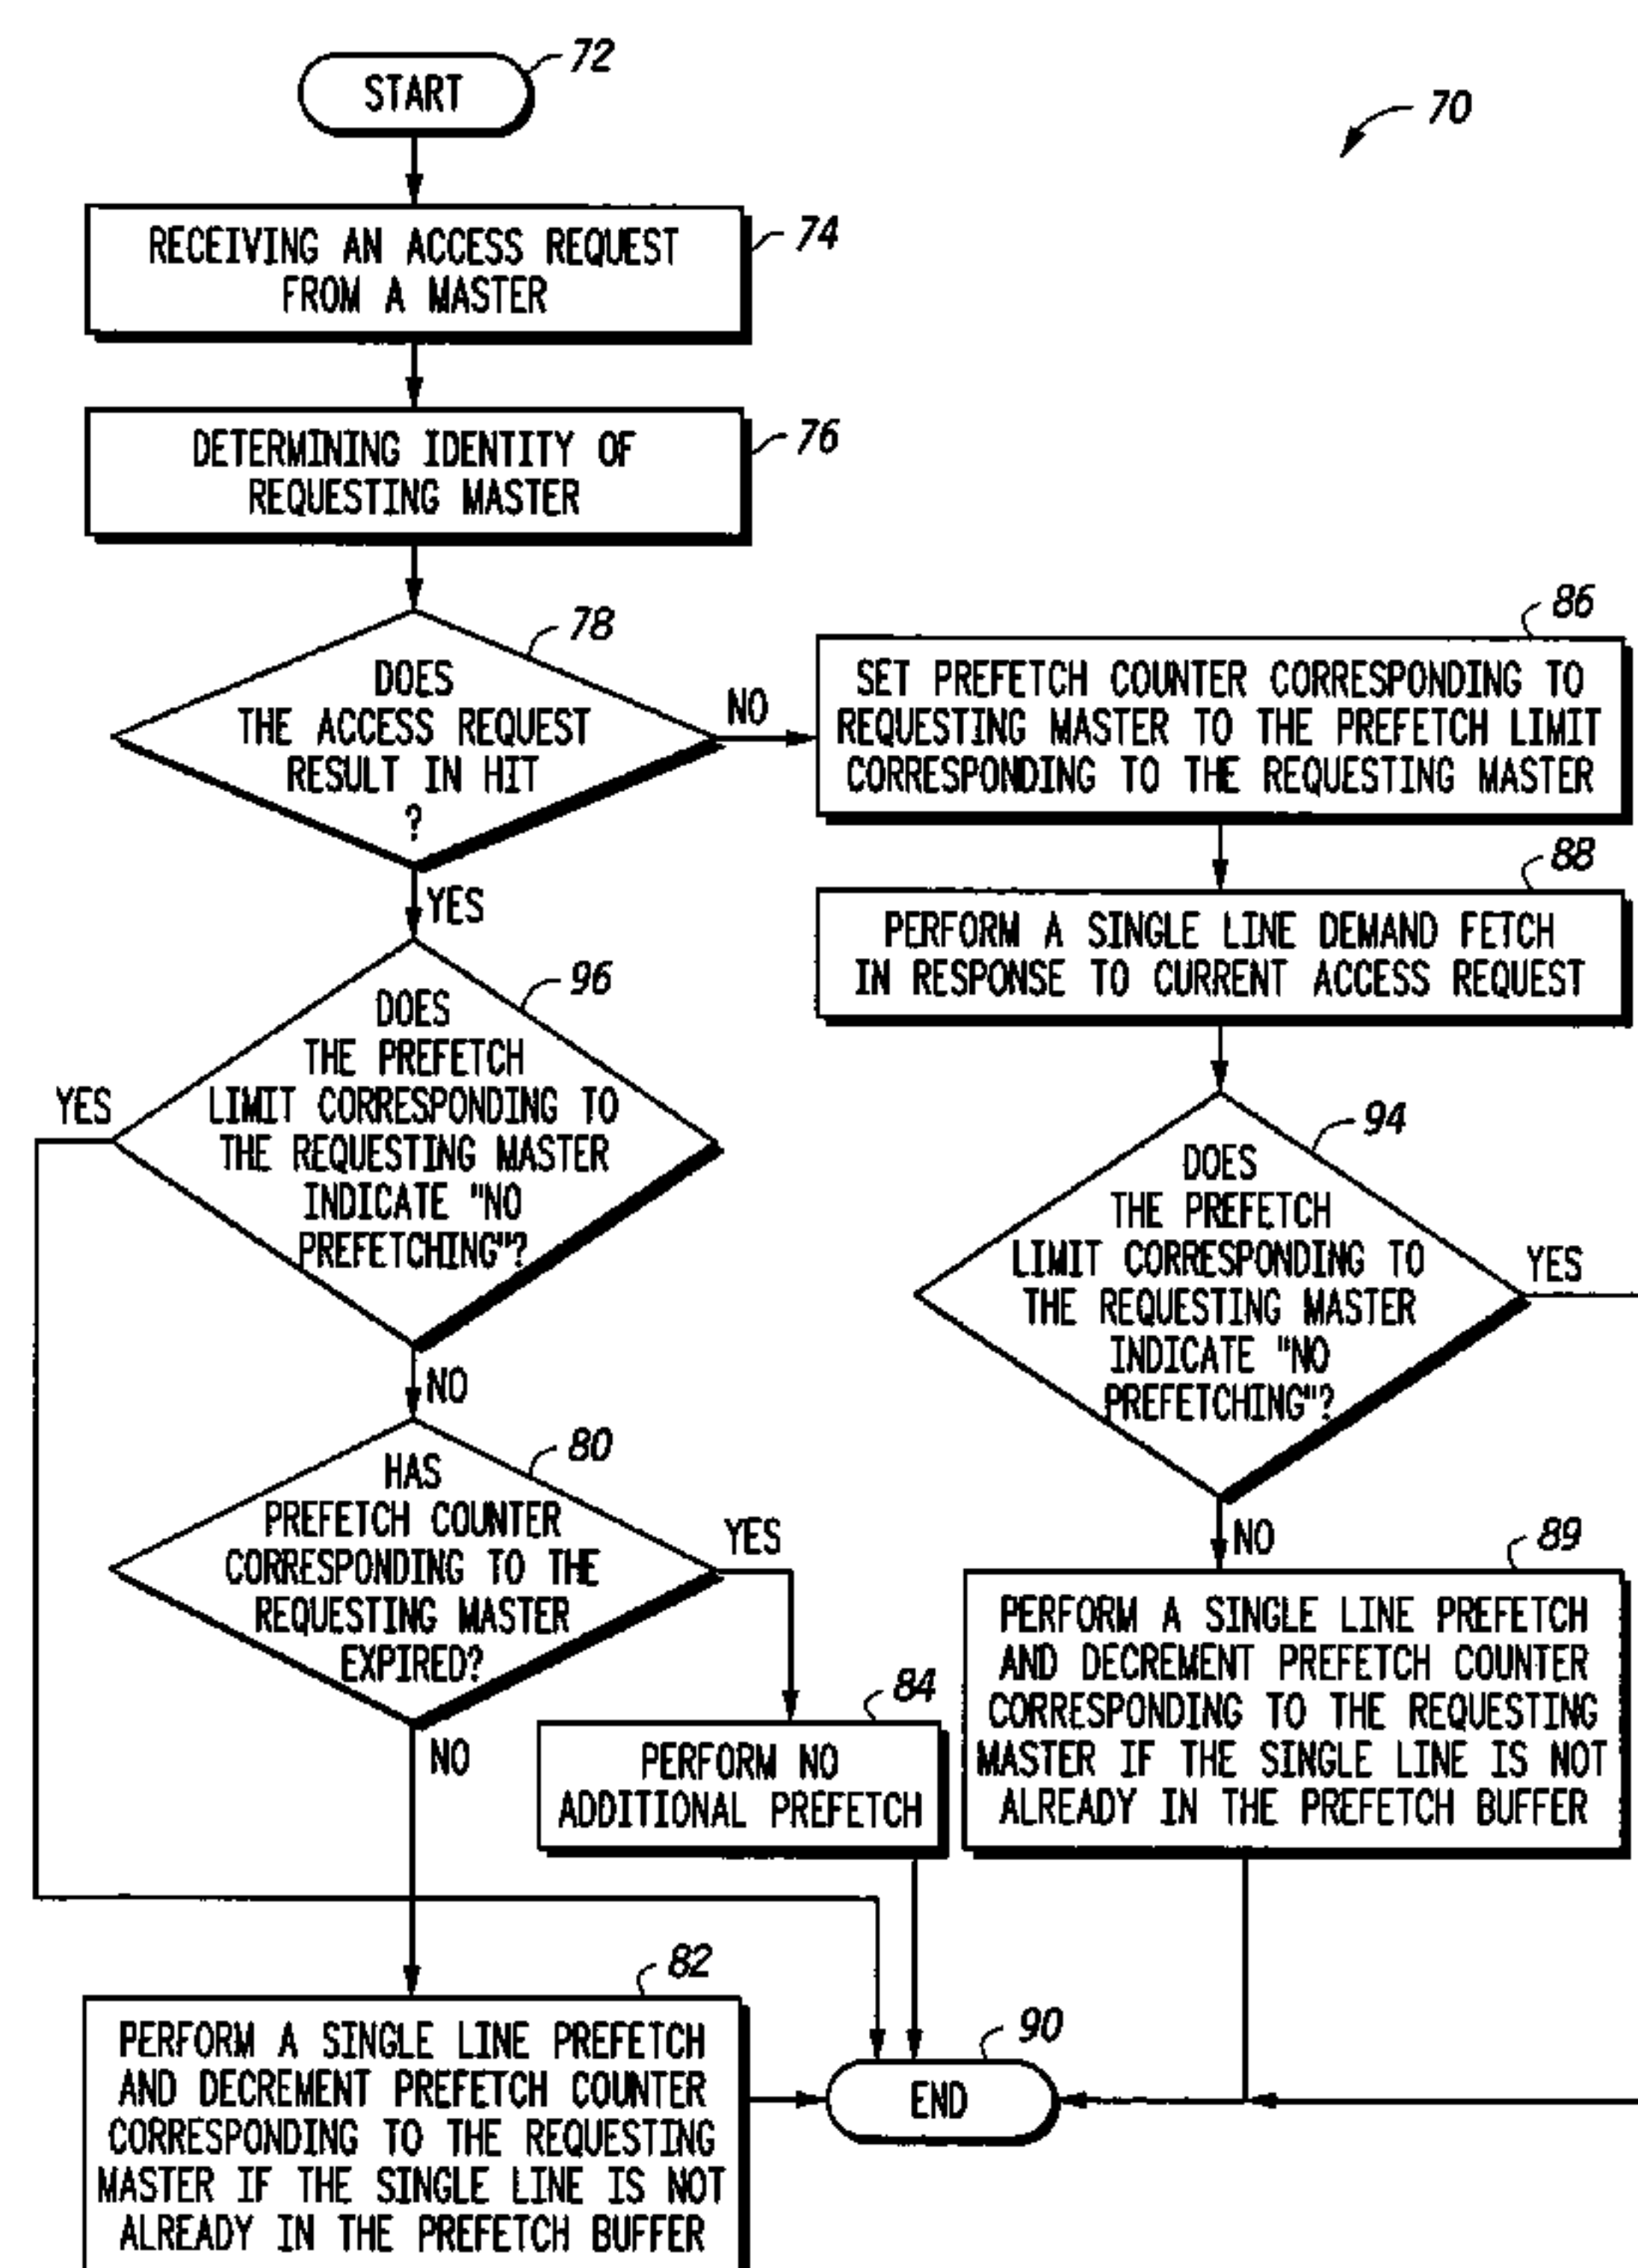 72
START
70
RECEIVING AN ACCESS REQUEST
FROM A MASTER
74
DETERMINING IDENTITY OF
REQUESTING MASTER
76
78
DOES
THE ACCESS REQUEST
RESULT IN HIT
?
NO
YES
86
SET PREFETCH COUNTER CORRESPONDING TO
REQUESTING MASTER TO THE PREFETCH LIMIT
CORRESPONDING TO THE REQUESTING MASTER
88
PERFORM A SINGLE LINE DEMAND FETCH
IN RESPONSE TO CURRENT ACCESS REQUEST
96
DOES
THE PREFETCH
LIMIT CORRESPONDING TO
THE REQUESTING MASTER
INDICATE "NO
PREFETCHING"?
YES
NO
94
DOES
THE PREFETCH
LIMIT CORRESPONDING TO
THE REQUESTING MASTER
INDICATE "NO
PREFETCHING"?
YES
NO
80
HAS
PREFETCH COUNTER
CORRESPONDING TO THE
REQUESTING MASTER
EXPIRED?
YES
NO
84
PERFORM NO
ADDITIONAL PREFETCH
89
PERFORM A SINGLE LINE PREFETCH
AND DECREMENT PREFETCH COUNTER
CORRESPONDING TO THE REQUESTING
MASTER IF THE SINGLE LINE IS NOT
ALREADY IN THE PREFETCH BUFFER
82
PERFORM A SINGLE LINE PREFETCH
AND DECREMENT PREFETCH COUNTER
CORRESPONDING TO THE REQUESTING
MASTER IF THE SINGLE LINE IS NOT
ALREADY IN THE PREFETCH BUFFER
90
END